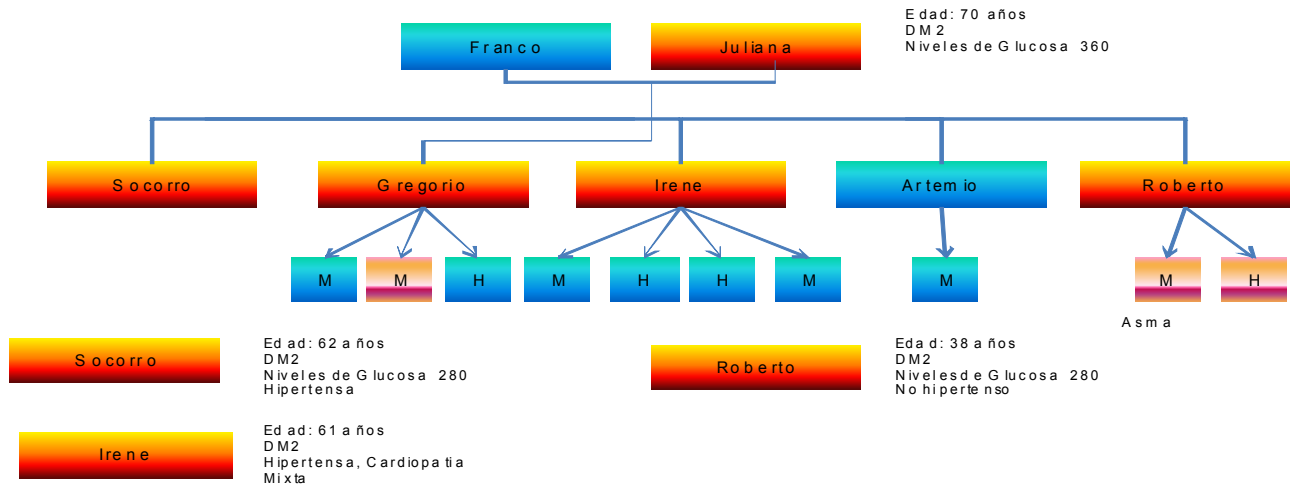 Franco
Juliana
Edad: 70 años
DM2
Niveles de Glucosa 360
Socorro
Gregorio
Irene
Artemio
Roberto
M
M
H
M
H
H
M
M
M
H
Asma
Socorro
Edad: 62 años
DM2
Niveles de Glucosa 280
Hipertensa
Roberto
Edad: 38 años
DM2
Niveles de Glucosa 280
No hipertenso
Irene
Edad: 61 años
DM2
Hipertensa, Cardiopatia
Mixta